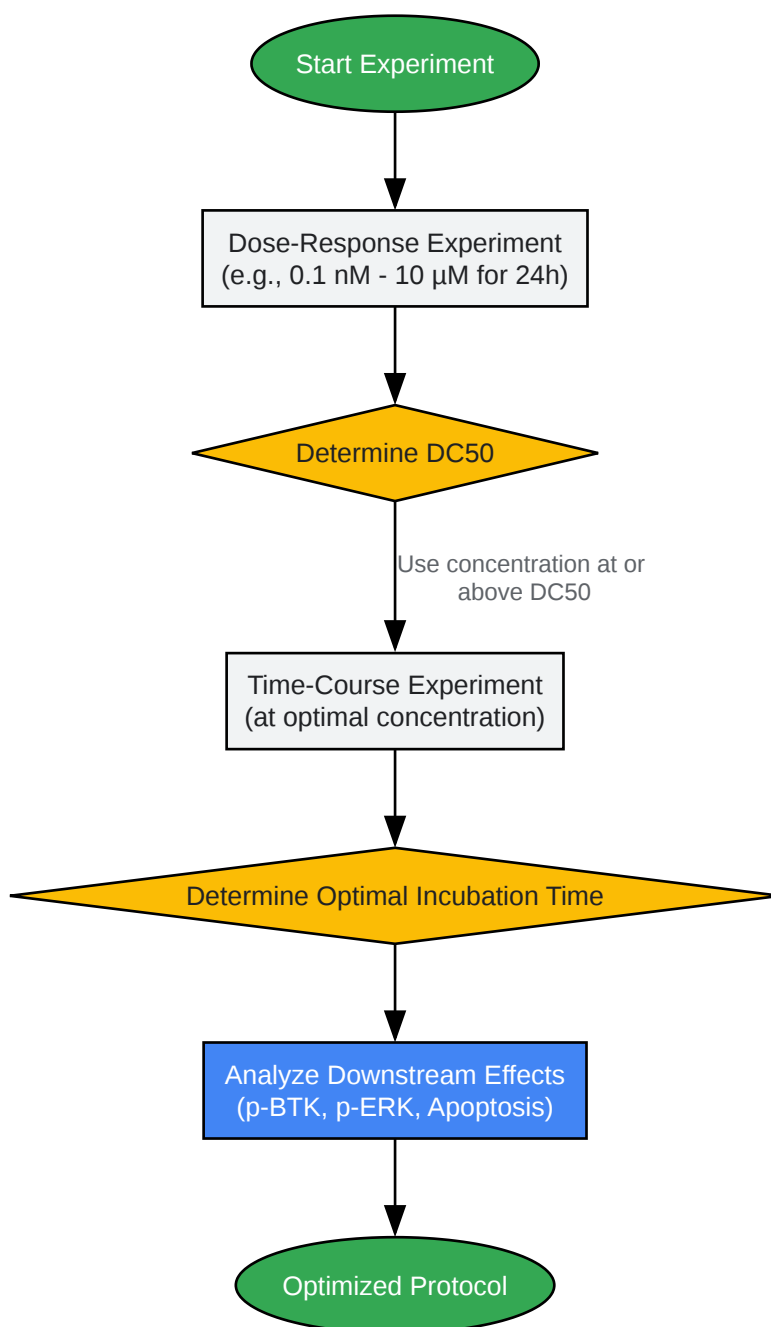 Start Experiment
Dose-Response Experiment
(e.g., 0.1 nM - 10 µM for 24h)
Determine DC50
Use concentration at or
above DC50
Time-Course Experiment
(at optimal concentration)
Determine Optimal Incubation Time
Analyze Downstream Effects
(p-BTK, p-ERK, Apoptosis)
Optimized Protocol